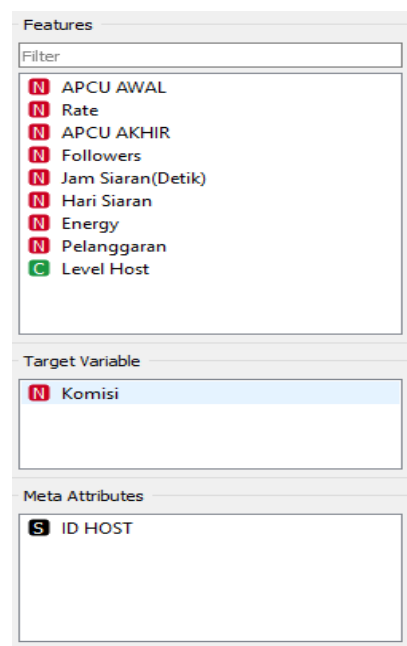 Features
Filter
N APCU AWAL
N Rate
N APCU AKHIR
N Followers
N Jam Siaran(Detik)
N Hari Siaran
N Energy
N Pelanggaran
C Level Host
Target Variable
N Komisi
Meta Attributes
S ID HOST